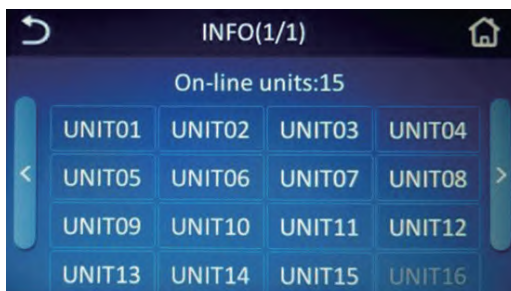 INFO(1/1)
On-line units:15
UNIT01 UNIT02 UNIT03 UNIT04
< UNIT05 UNIT06 UNIT07 UNIT08 >
UNIT09 UNIT10 UNIT11 UNIT12
UNIT13 UNIT14 UNIT15 UNIT16